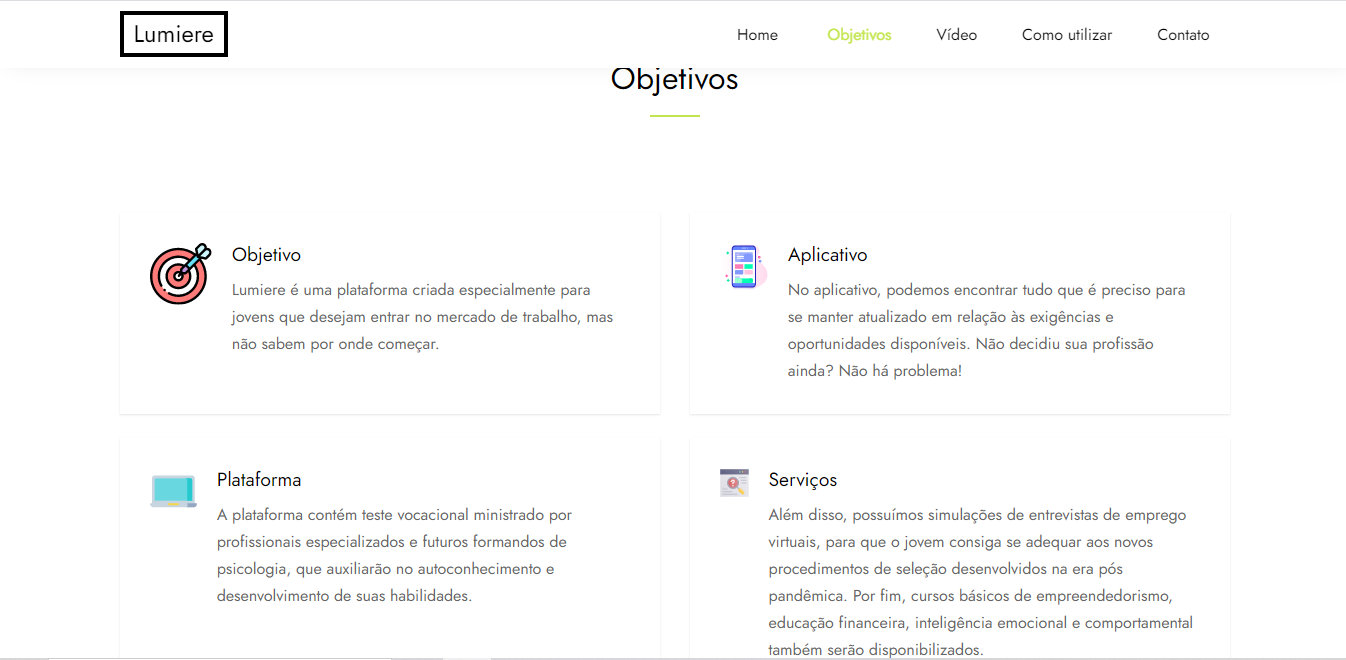 Lumiere
Home
Objetivos
Vídeo
Como utilizar
Contato
Objetivos
Objetivo
Lumiere é uma plataforma criada especialmente para
jovens que desejam entrar no mercado de trabalho, mas
não sabem por onde começar.
Aplicativo
No aplicativo, podemos encontrar tudo que é preciso para
se manter atualizado em relação às exigências e
oportunidades disponíveis. Não decidiu sua profissão
ainda? Não há problema!
Plataforma
A plataforma contém teste vocacional ministrado por
profissionais especializados e futuros formandos de
psicologia, que auxiliarão no autoconhecimento e
desenvolvimento de suas habilidades.
Serviços
Além disso, possuímos simulações de entrevistas de emprego
virtuais, para que o jovem consiga se adequar aos novos
procedimentos de seleção desenvolvidos na era pós
pandêmica. Por fim, cursos básicos de empreendedorismo,
educação financeira, inteligência emocional e comportamental
também serão disponibilizados.